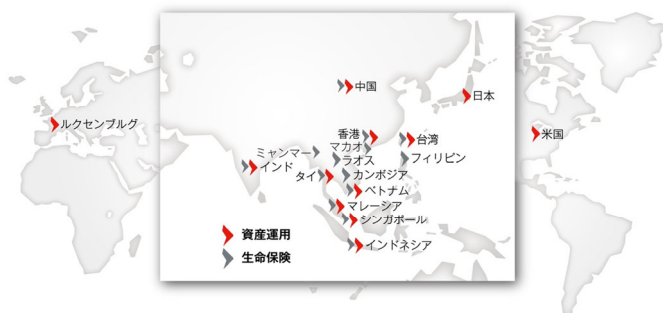 中国
日本
ルクセンブルグ
香港
台湾
米国
マカオ
ミャンマー
ラオス
フィリピン
インド
タイ
カンボジア
ベトナム
マレーシア
シンガポール
資産運用
インドネシア
生命保険